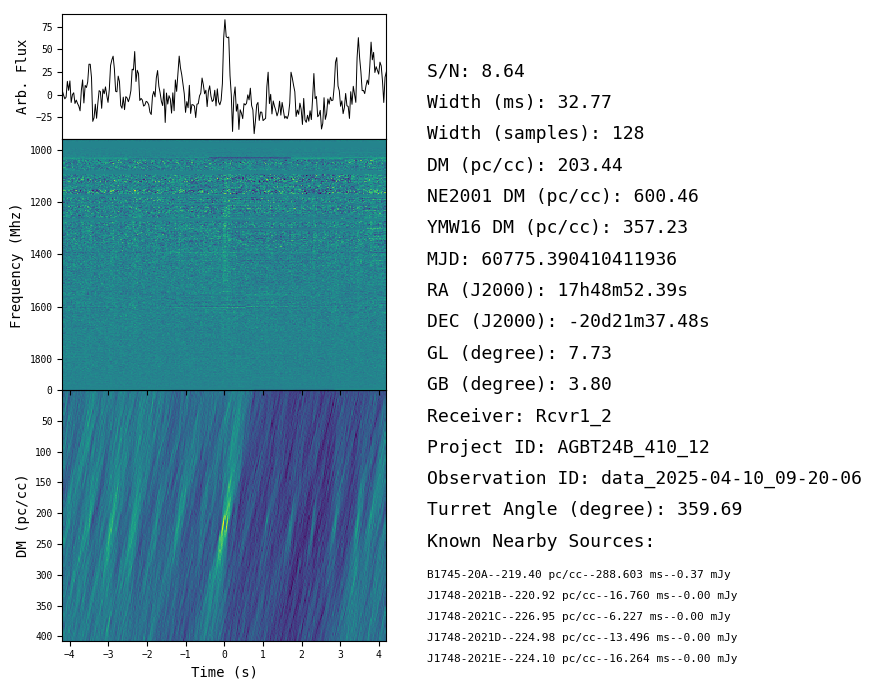 75
50
25
0
−25
Arb. Flux
1000
1200
1400
1600
1800
Frequency (Mhz)
0
50
100
150
200
250
300
350
400
DM (pc/cc)
−4 −3 −2 −1 0 1 2 3 4
Time (s)
S/N: 8.64
Width (ms): 32.77
Width (samples): 128
DM (pc/cc): 203.44
NE2001 DM (pc/cc): 600.46
YMW16 DM (pc/cc): 357.23
MJD: 60775.390410411936
RA (J2000): 17h48m52.39s
DEC (J2000): -20d21m37.48s
GL (degree): 7.73
GB (degree): 3.80
Receiver: Rcvr1_2
Project ID: AGBT24B_410_12
Observation ID: data_2025-04-10_09-20-06
Turret Angle (degree): 359.69
Known Nearby Sources:
B1745-20A--219.40 pc/cc--288.603 ms--0.37 mJy
J1748-2021B--220.92 pc/cc--16.760 ms--0.00 mJy
J1748-2021C--226.95 pc/cc--6.227 ms--0.00 mJy
J1748-2021D--224.98 pc/cc--13.496 ms--0.00 mJy
J1748-2021E--224.10 pc/cc--16.264 ms--0.00 mJy